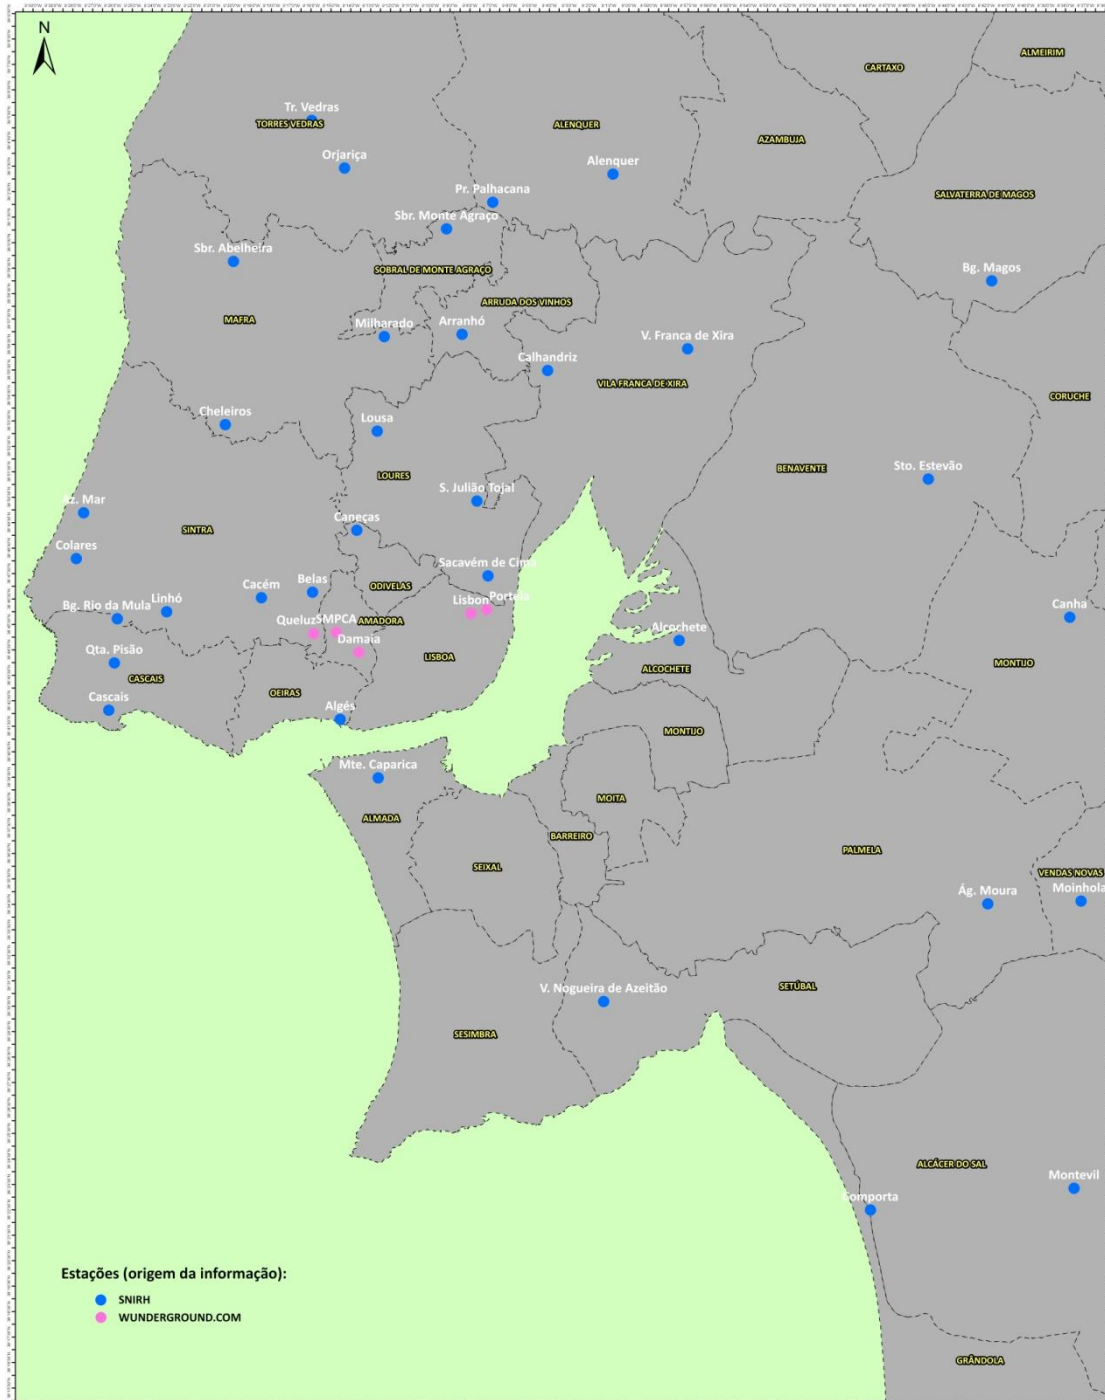 N
ALMEIRIM
CARTAXO
Tr. Vedras
TORRES VEDRAS
ALENQUER
AZAMBUJA
Orjariça
Alenquer
Pr. Palhacana
SALVATERRA DE MAGOS
Sbr. Monte Agraço
Sbr. Abelheira
SOBRAL DE MONTE AGRAÇO
Bg. Magos
ARRUDA DOS VINHOS
MAFRA
Milharado
Arranhó
V. Franca de Xira
Calhandriz
VILA FRANCA DE XIRA
CORUCHE
Cheleiros
Lousa
LOURES
BENAVENTE
Sto. Estevão
S. Julião Tojal
Az. Mar
Caneças
SINTRA
Colares
Sacavém de Cima
Cacém
Belas
ODIVELAS
Bg. Rio da Mula
Linhó
Lisbon
Portela
Canha
Queluz
SMPCA
AMADORA
Alcochete
Damaia
Qta. Pisão
LISBOA
MONTIJO
ALCOCHETE
CASCAIS
OEIRAS
Cascais
Algés
MONTIJO
Mte. Caparica
MOITA
ALMADA
BARREIRO
PALMELA
SEIXAL
VENDAS NOVAS
Ág. Moura
Moinhola
V. Nogueira de Azeitão
SETÚBAL
SESIMBRA
ALCÁCER DO SAL
Montevil
Comporta
Estações (origem da informação):
SNIRH
WUNDERGROUND.COM
GRÂNDOLA